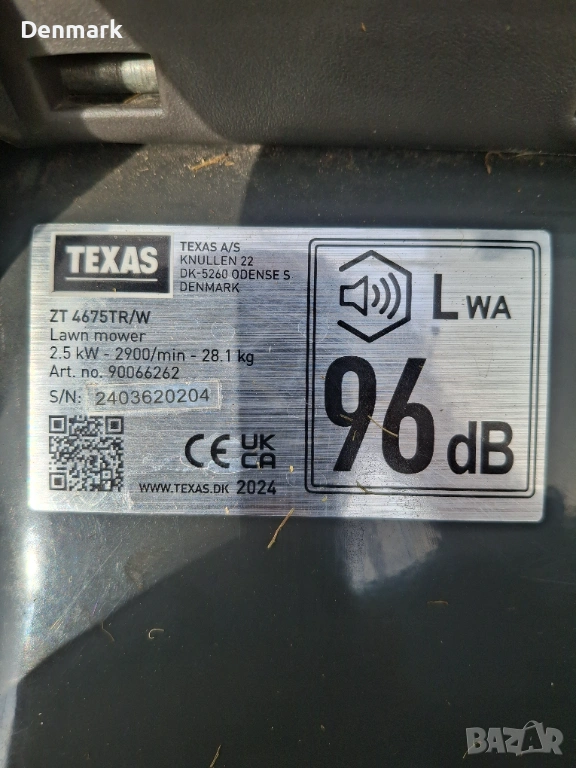 Denmark
TEXAS
TEXAS A/S
KNULLEN 22
DK-5260 ODENSE S
DENMARK
ZT 4675TR/W
Lawn mower
2.5 kW - 2900/min - 28.1 kg
Art. no. 90066262
S/N: 2403620204
CE UK CA
WWW.TEXAS.DK 2024
LWA
96 dB
BAZAR